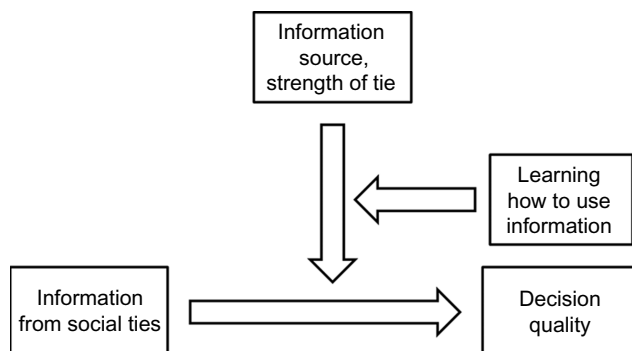 Information
source,
strength of tie
Learning
how to use
information
Information
from social ties
Decision
quality